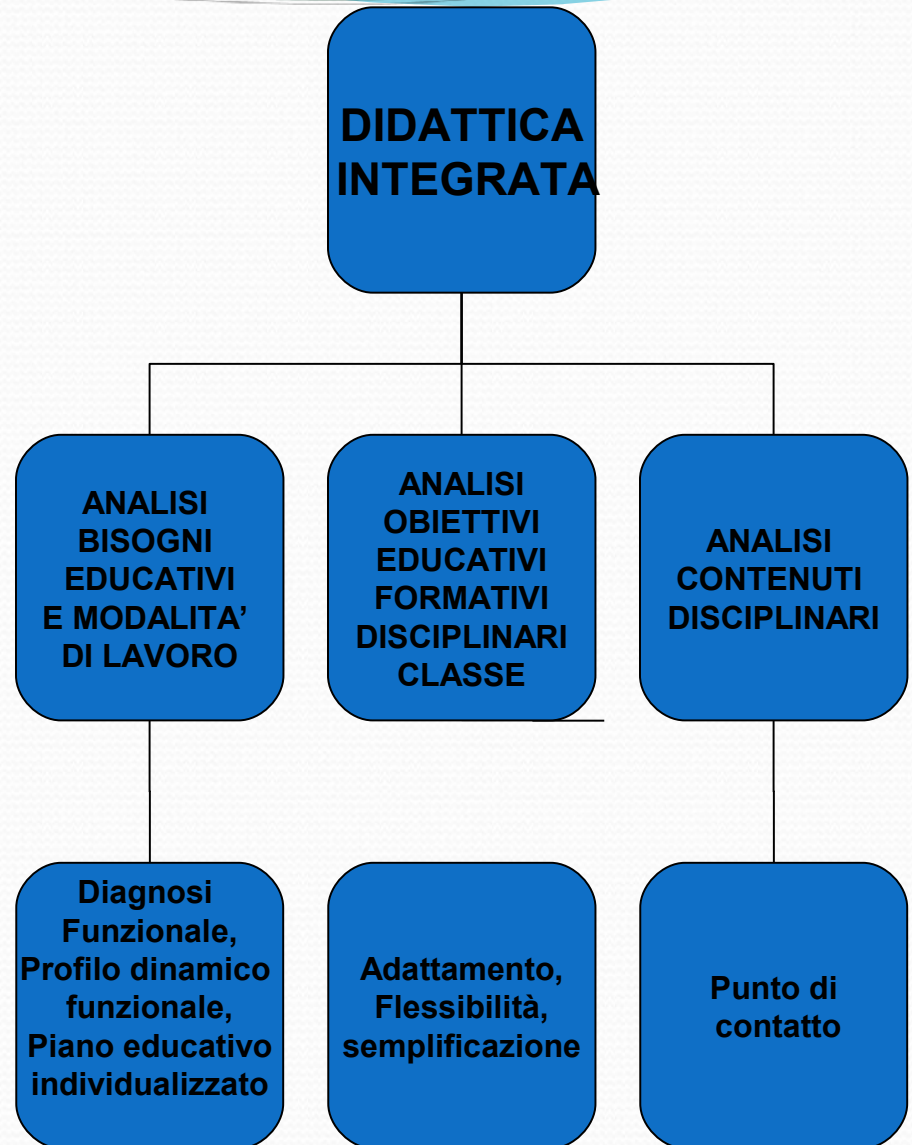 DIDATTICA
INTEGRATA
ANALISI
BISOGNI
EDUCATIVI
E MODALITA’
DI LAVORO
ANALISI
OBIETTIVI
EDUCATIVI
FORMATIVI
DISCIPLINARI
CLASSE
ANALISI
CONTENUTI
DISCIPLINARI
Diagnosi
Funzionale,
Profilo dinamico
funzionale,
Piano educativo
individualizzato
Adattamento,
Flessibilità,
semplificazione
Punto di
contatto